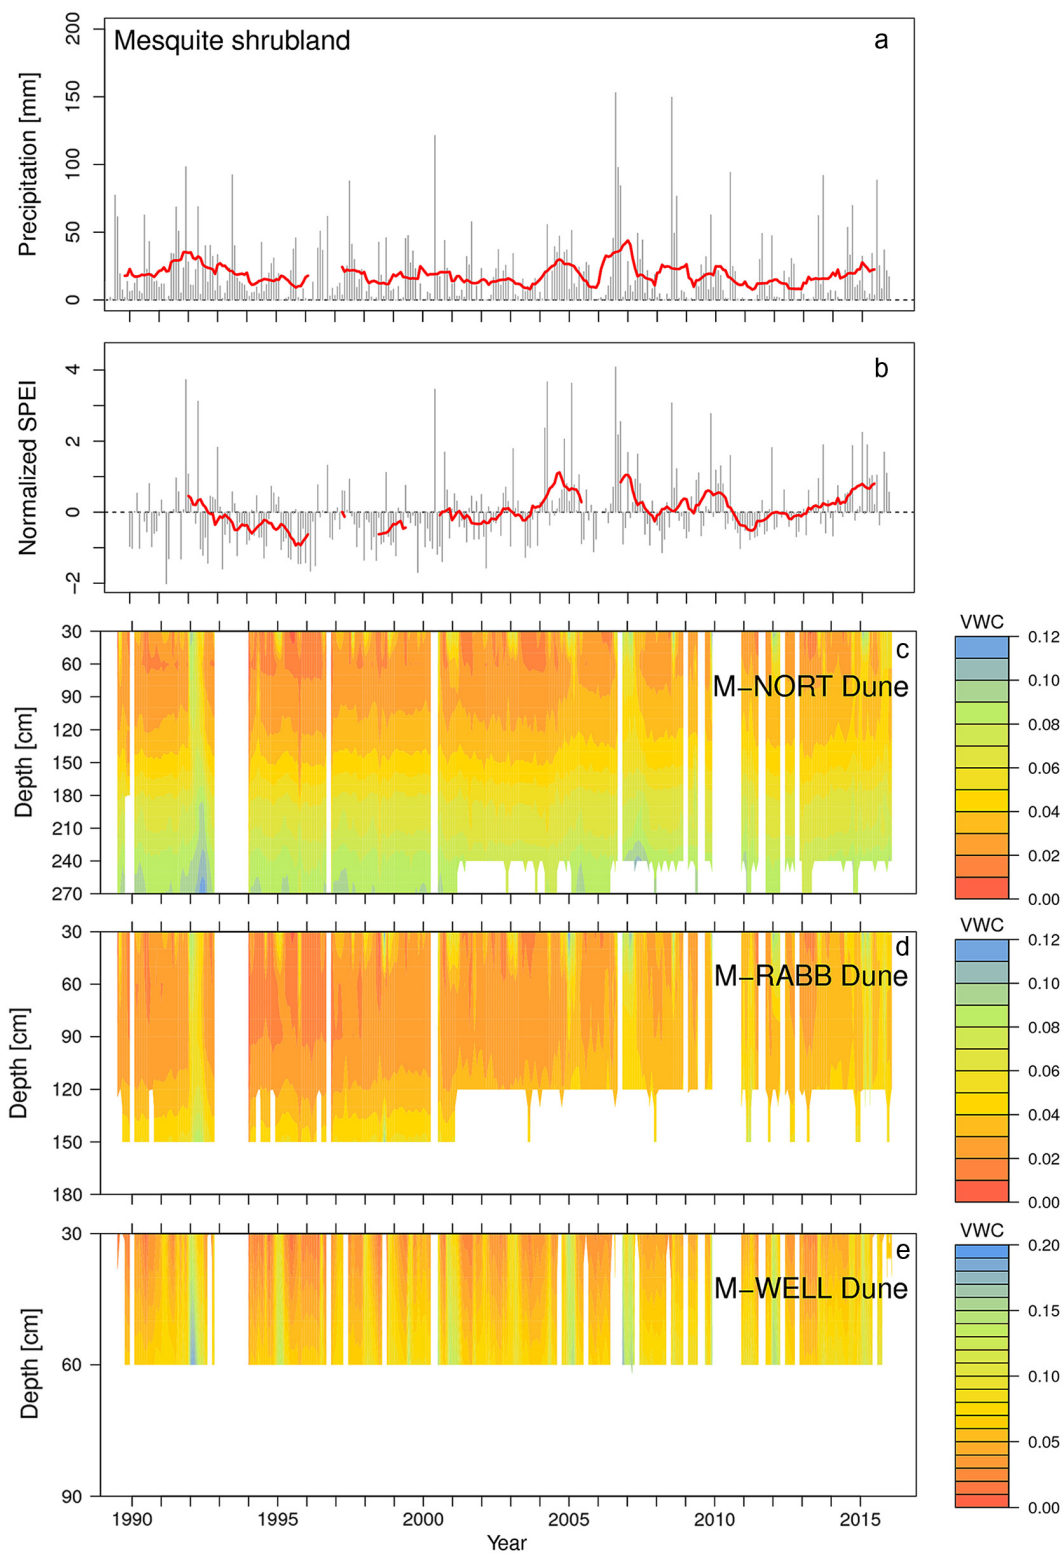 Mesquite shrubland
a
Precipitation [mm]
200
150
100
50
0
b
Normalized SPEI
4
2
0
−2
c
M−NORT Dune
Depth [cm]
30
60
90
120
150
180
210
240
270
VWC
0.12
0.10
0.08
0.06
0.04
0.02
0.00
d
M−RABB Dune
Depth [cm]
30
60
90
120
150
180
VWC
0.12
0.10
0.08
0.06
0.04
0.02
0.00
e
M−WELL Dune
Depth [cm]
30
60
90
VWC
0.20
0.15
0.10
0.05
0.00
1990 1995 2000 2005 2010 2015
Year